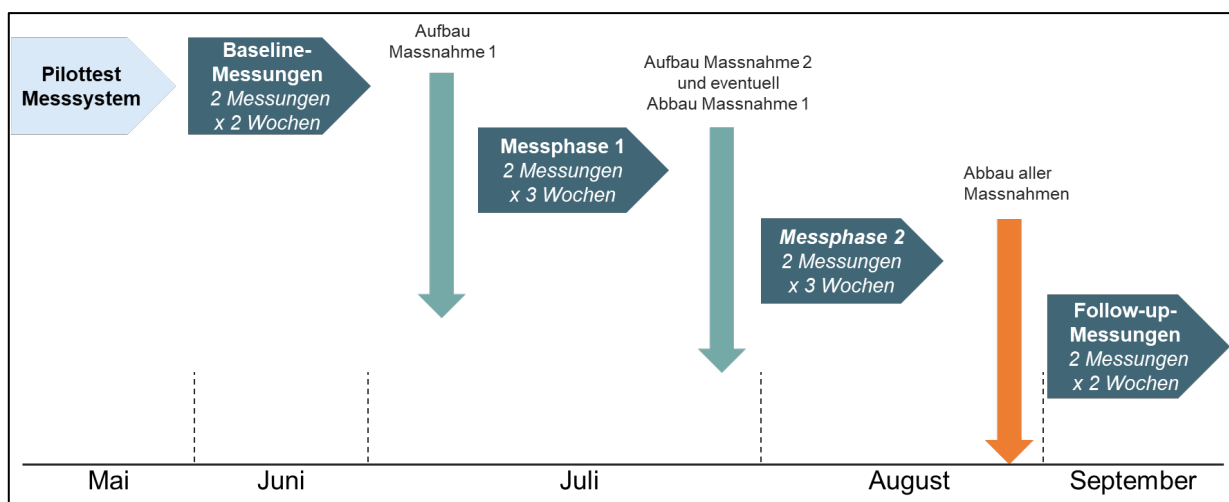 Pilottest
Messsystem
Baseline-
Messungen
2 Messungen
x 2 Wochen
Aufbau
Massnahme 1
Messphase 1
2 Messungen
x 3 Wochen
Aufbau Massnahme 2
und eventuell
Abbau Massnahme 1
Messphase 2
2 Messungen
x 3 Wochen
Abbau aller
Massnahmen
Follow-up-
Messungen
2 Messungen
x 2 Wochen
Mai
Juni
Juli
August
September